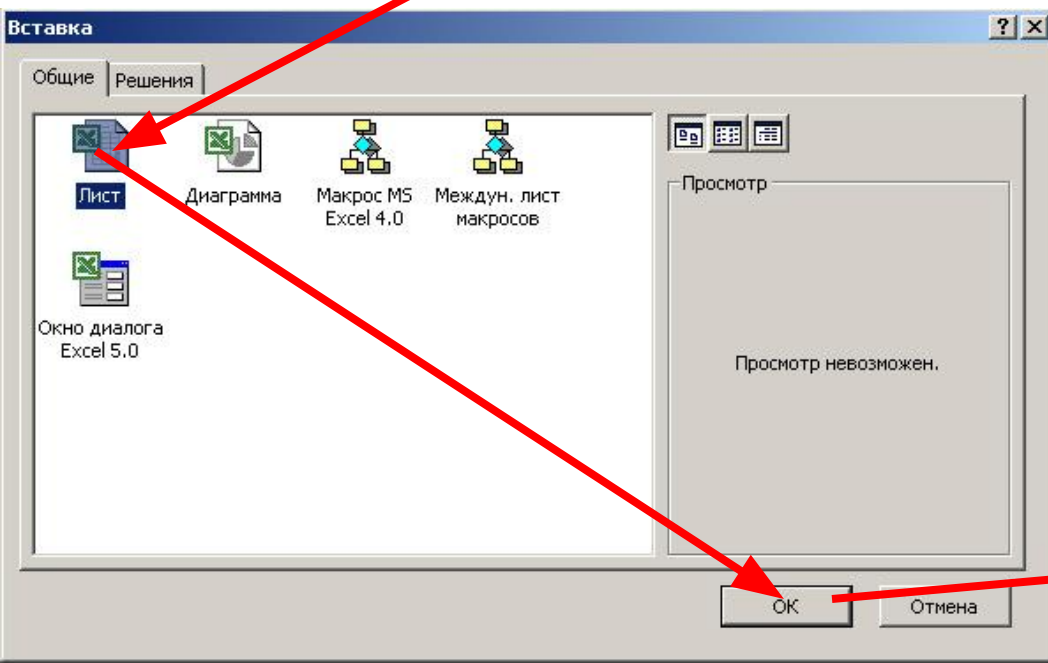 Вставка
Общие
Решения
Лист
Диаграмма
Макрос MS
Excel 4.0
Междун. лист
макросов
Окно диалога
Excel 5.0
Просмотр
Просмотр невозможен.
ОК
Отмена